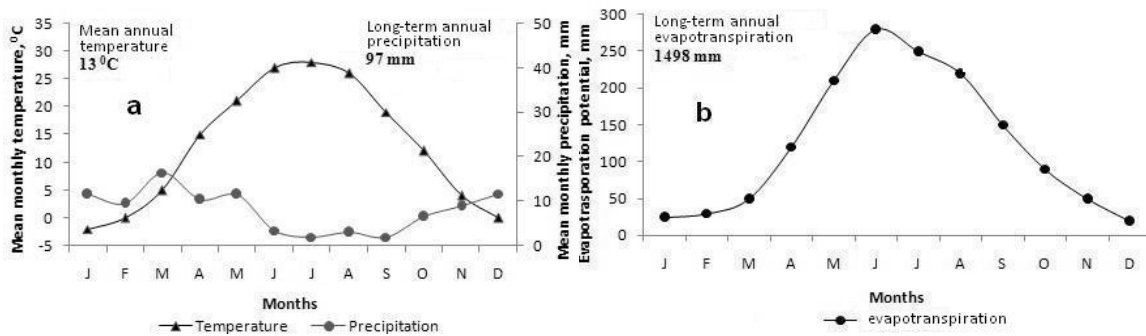 Mean annual
temperature
13 ⁰C
Long-term annual
precipitation
97 mm
a
Mean monthly temperature, ⁰C
35
30
25
20
15
10
5
0
-5
50
40
30
20
10
0
Mean monthly precipitation, mm
J F M A M J J A S O N D
Months
Temperature Precipitation
Long-term annual
evapotranspiration
1498 mm
b
Evapotrasporation potential, mm
300
250
200
150
100
50
0
J F M A M J J A S O N D
Months
evapotranspiration